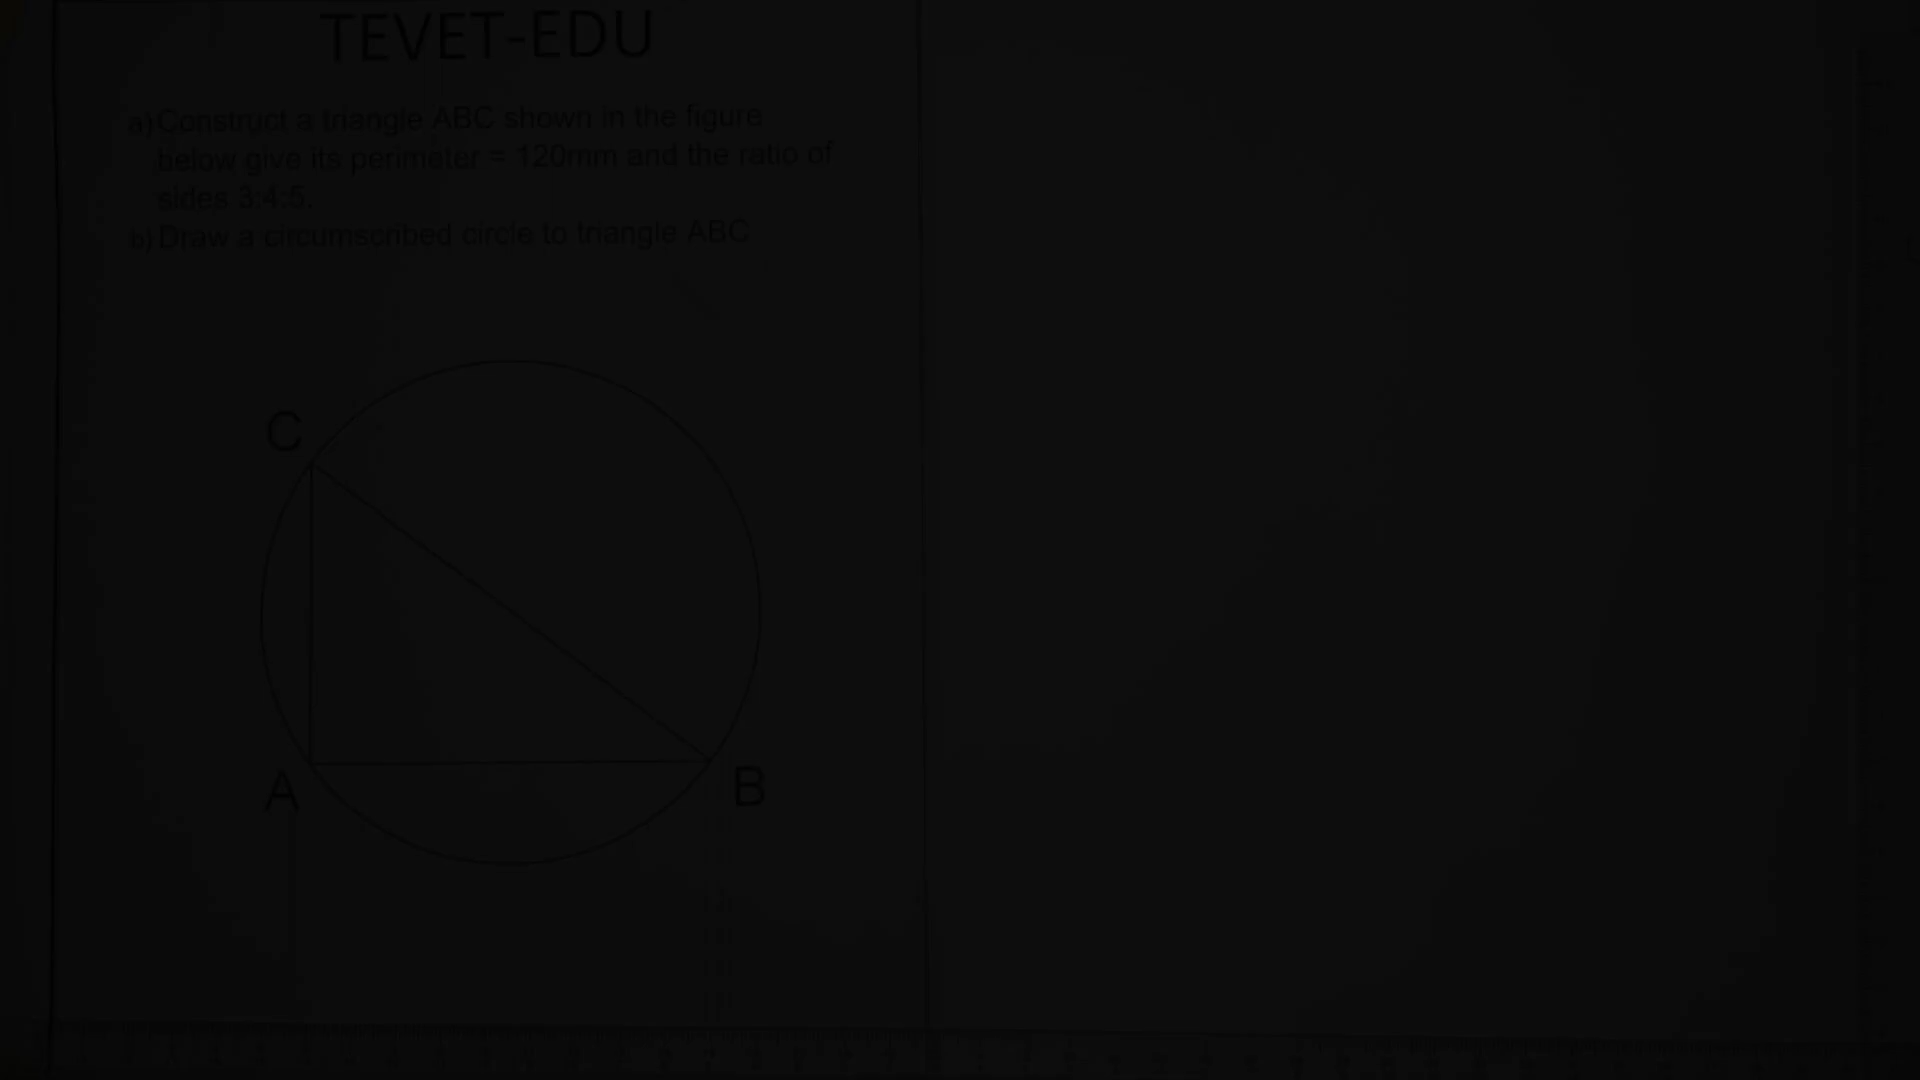 TEVET-EDU
a) Construct a triangle ABC shown in the figure
below give its perimeter = 120mm and the ratio of
sides 3:4:5.
b) Draw a circumscribed circle to triangle ABC
C
A
B